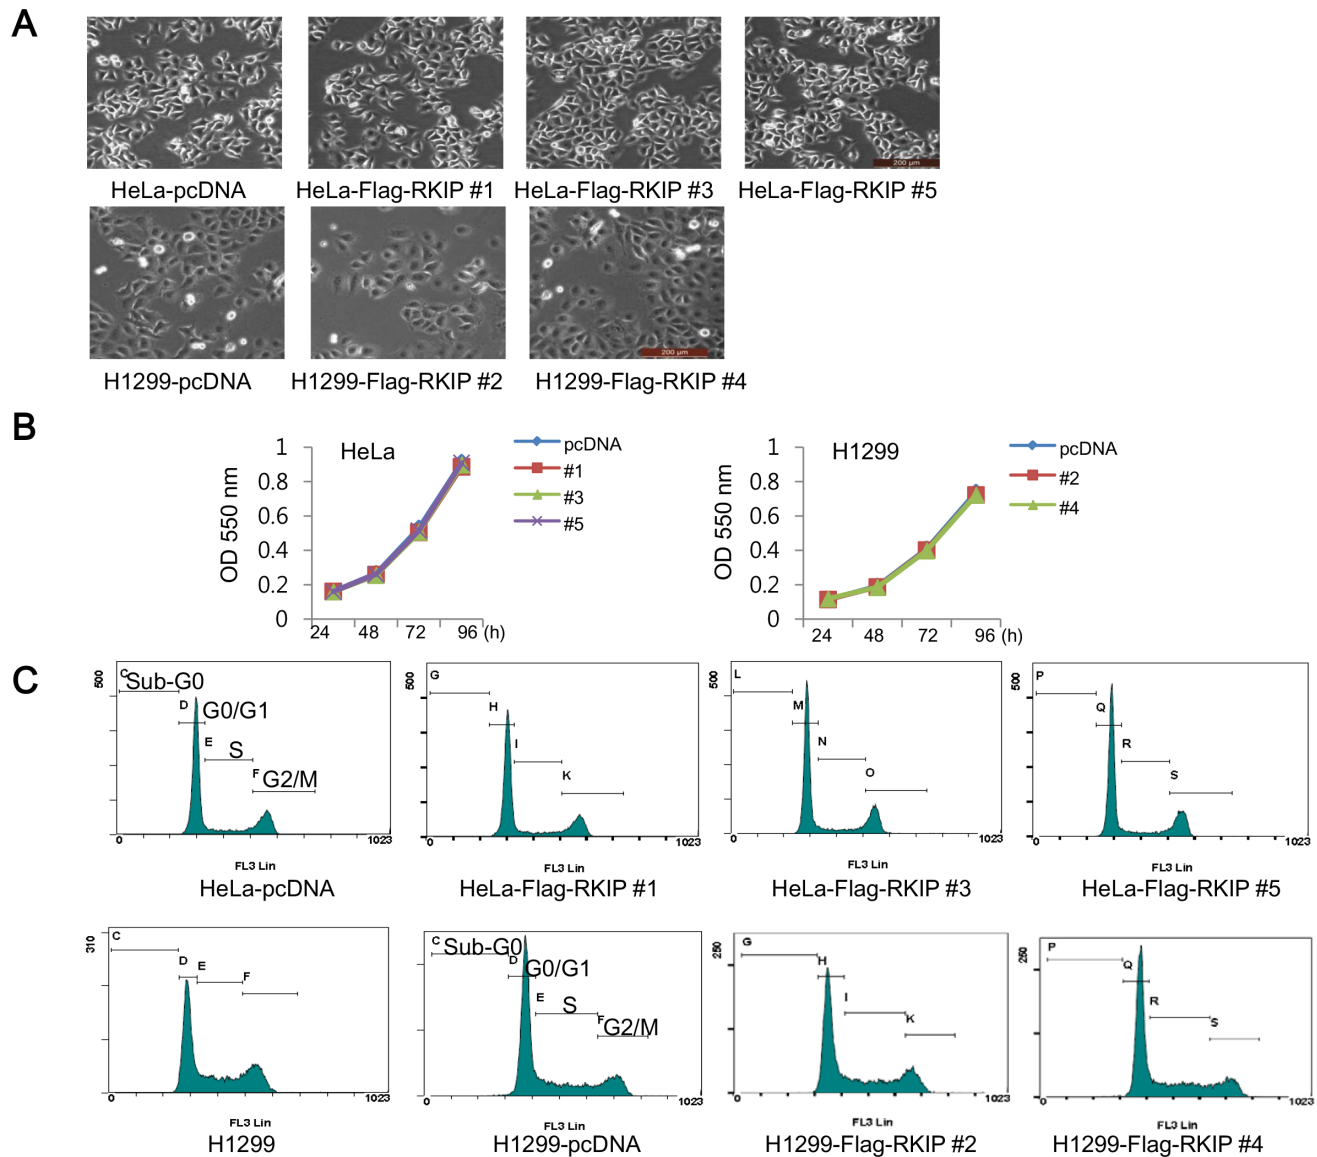 A
200 µm
HeLa-pcDNA HeLa-Flag-RKIP #1 HeLa-Flag-RKIP #3 HeLa-Flag-RKIP #5
200 µm
H1299-pcDNA H1299-Flag-RKIP #2 H1299-Flag-RKIP #4
B
HeLa
OD 550 nm
1
0.8
0.6
0.4
0.2
0
24 48 72 96 (h)
pcDNA
#1
#3
#5
H1299
OD 550 nm
1
0.8
0.6
0.4
0.2
0
24 48 72 96 (h)
pcDNA
#2
#4
C
500
C Sub-G0
D G0/G1
E S
F G2/M
0 1023
FL3 Lin
HeLa-pcDNA
500
G
H
I
K
0 1023
FL3 Lin
HeLa-Flag-RKIP #1
500
L
M
N
O
0 1023
FL3 Lin
HeLa-Flag-RKIP #3
500
P
Q
R
S
0 1023
FL3 Lin
HeLa-Flag-RKIP #5
310
C
D E F
0 1023
FL3 Lin
H1299
C Sub-G0
D G0/G1
E S
F G2/M
0 1023
FL3 Lin
H1299-pcDNA
250
G
H
I
K
0 1023
FL3 Lin
H1299-Flag-RKIP #2
250
P
Q
R
S
0 1023
FL3 Lin
H1299-Flag-RKIP #4